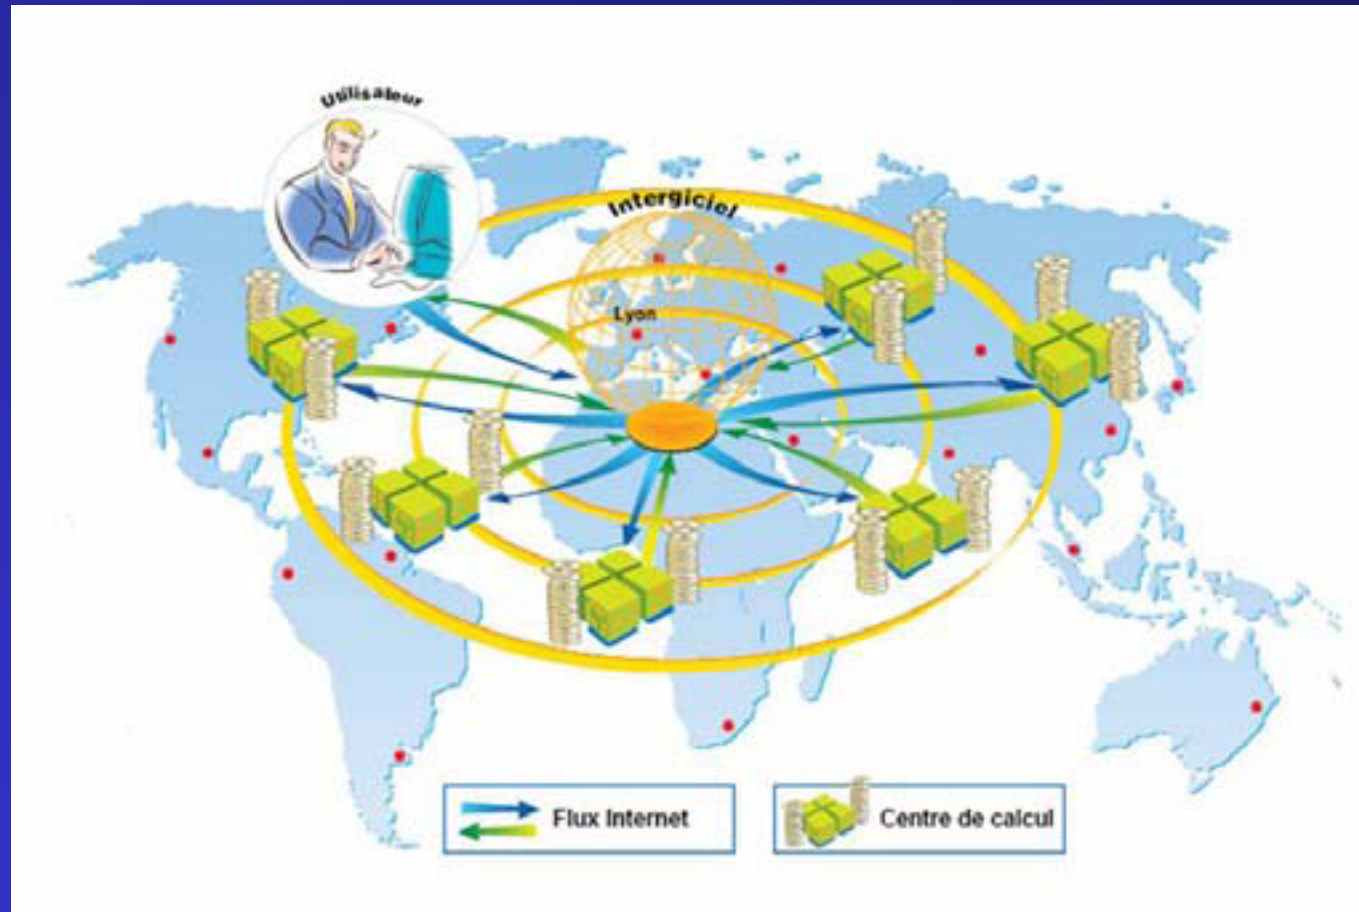 Utilisateur
Intergiciel
Lyon
Flux Internet
Centre de calcul